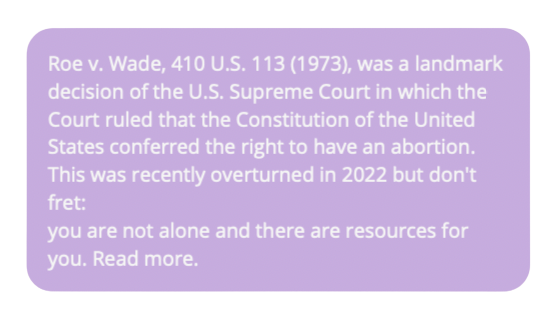 Roe v. Wade, 410 U.S. 113 (1973), was a landmark
decision of the U.S. Supreme Court in which the
Court ruled that the Constitution of the United
States conferred the right to have an abortion.
This was recently overturned in 2022 but don't
fret:
you are not alone and there are resources for
you. Read more.